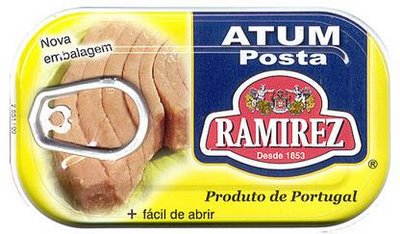 Nova
embalagem
ATUM
Posta
RAMIREZ
Desde 1853
®
Produto de Portugal
+ fácil de abrir